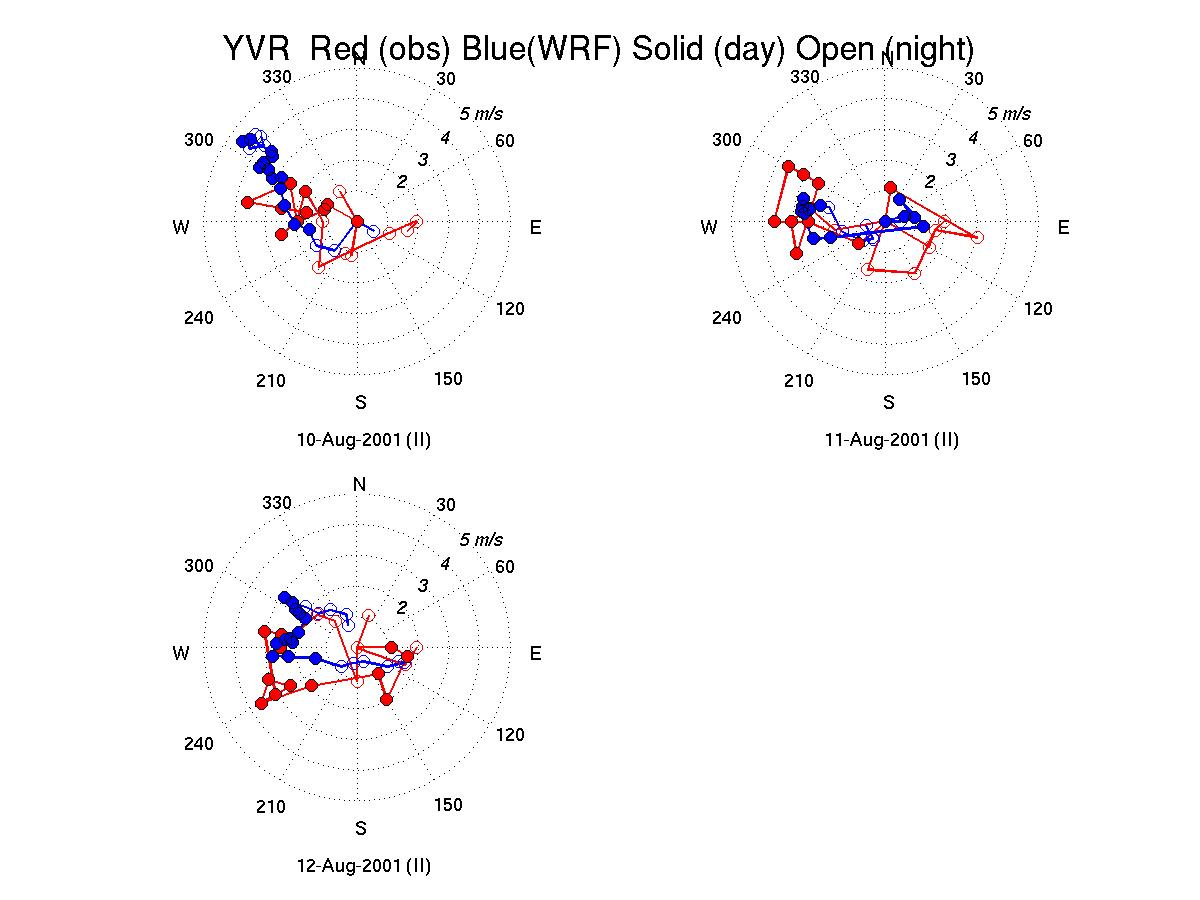 YVR  Red (obs) Blue(WRF) Solid (day) Open (night)
N
N
330
30
330
30
5 m/s
5 m/s
300
4
60
300
4
60
3
3
2
2
W
E
W
E
240
120
240
120
210
150
210
150
S
S
10-Aug-2001 (II)
11-Aug-2001 (II)
N
330
30
5 m/s
300
4
60
3
2
W
E
240
120
210
150
S
12-Aug-2001 (II)